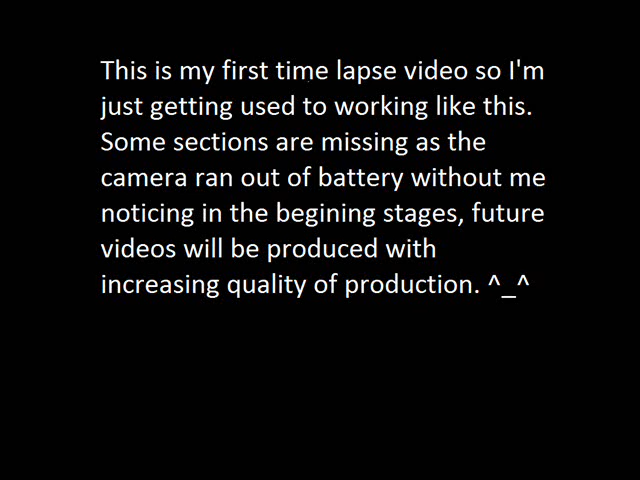 This is my first time lapse video so I'm
just getting used to working like this.
Some sections are missing as the
camera ran out of battery without me
noticing in the begining stages, future
videos will be produced with
increasing quality of production. ^_^